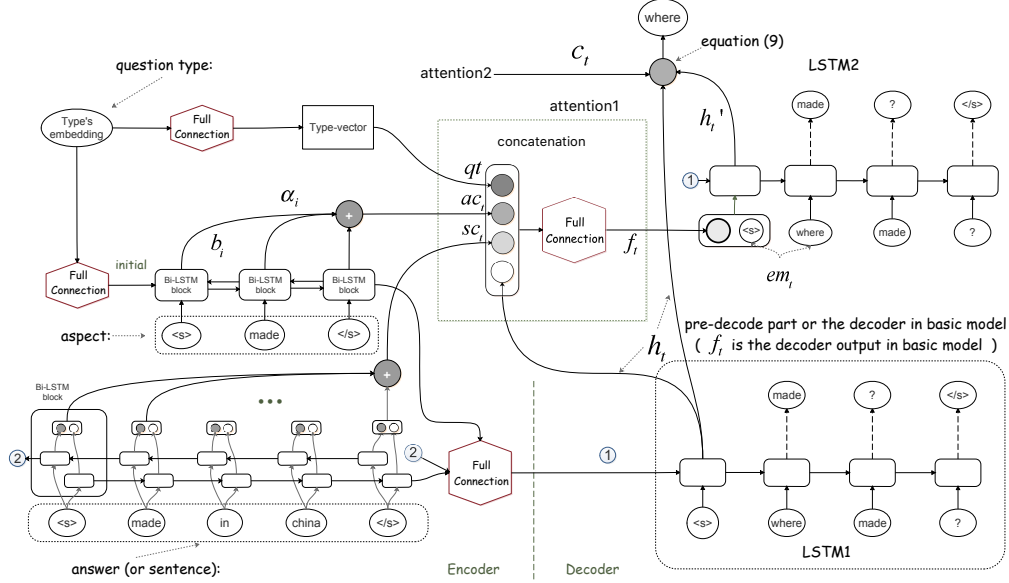 where
equation (9)
c_t
attention2
LSTM2
question type:
attention1
Type's
embedding
Full
Connection
Type-vector
concatenation
made
?
</s>
h_t'
qt
α_i
ac_t
1
b_i
sc_t
Full
Connection
f_t
<s>
where
made
?
em_t
Full
Connection
initial
Bi-LSTM
block
Bi-LSTM
block
Bi-LSTM
block
+
aspect:
<s>
made
</s>
h_t
pre-decode part or the decoder in basic model
( f_t is the decoder output in basic model )
Bi-LSTM
block
+
...
made
?
</s>
2
2
Full
Connection
1
<s>
made
in
china
</s>
<s>
where
made
?
LSTM1
answer (or sentence):
Encoder
Decoder